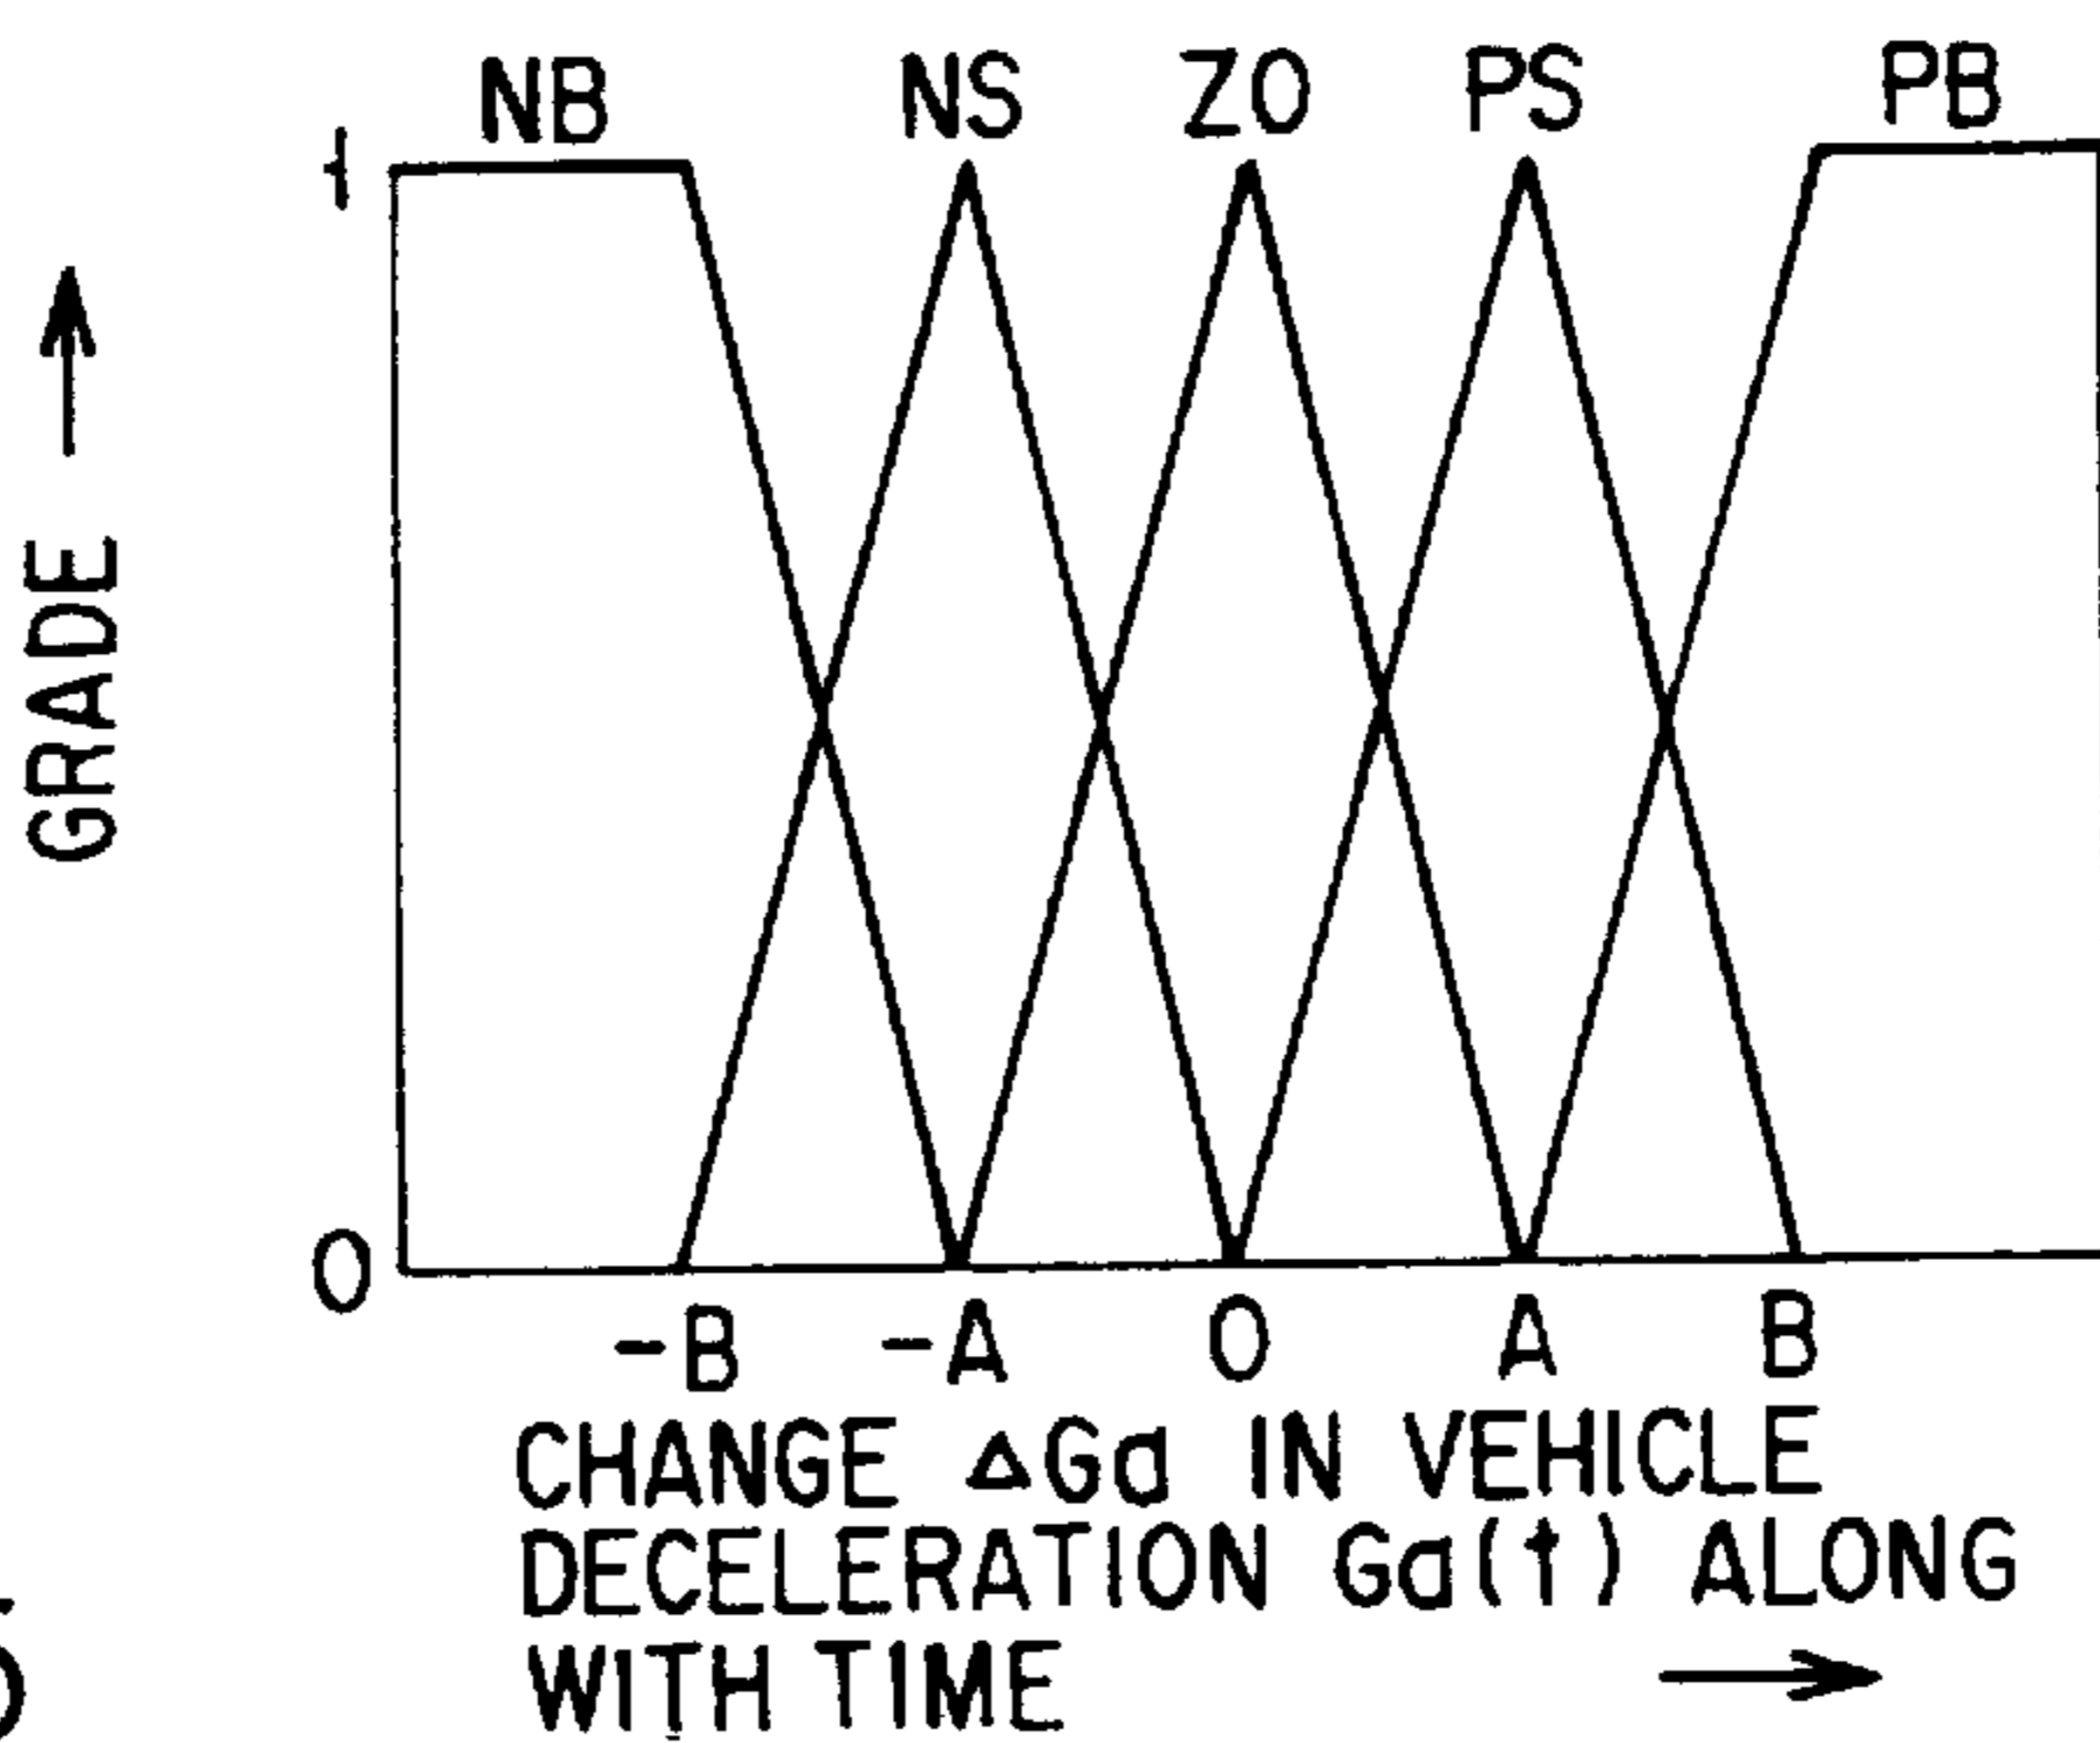 NB NS ZO PS PB
1
GRADE
0
-B -A 0 A B
CHANGE ΔGa IN VEHICLE
DECELERATION Ga(t) ALONG
WITH TIME